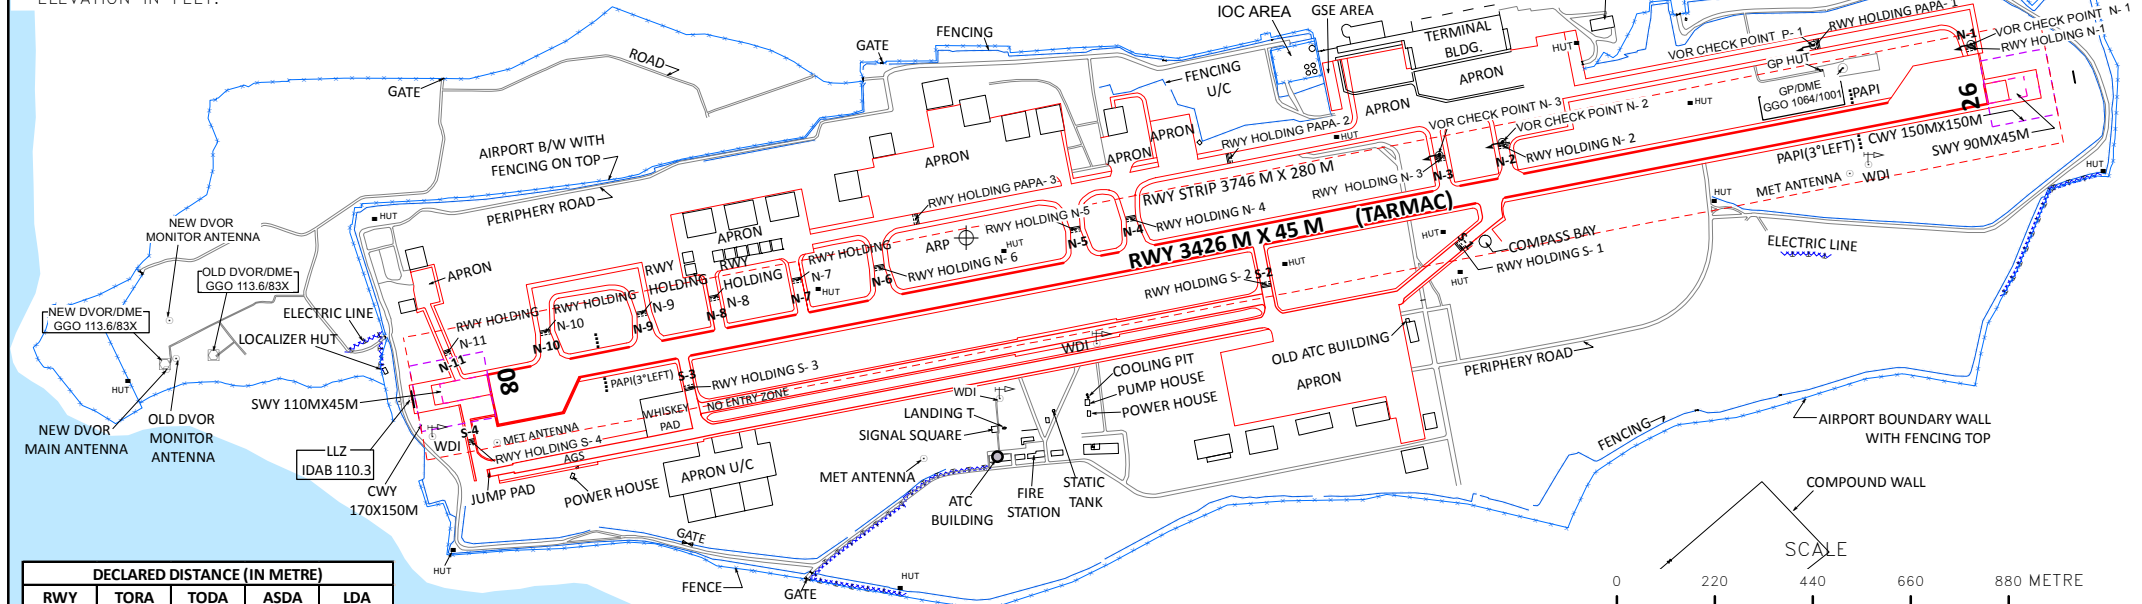 ELEVATION IN FEET.
ROAD
GATE
GATE
FENCING
IOC AREA
GSE AREA
TERMINAL
BLDG.
HUT
RWY HOLDING PAPA- 1
VOR CHECK POINT N- 1
N-1
RWY HOLDING N-1
VOR CHECK POINT P- 1
GP HUT
GP/DME
GGO 1064/1001
PAPI
26
CWY 150MX150M
SWY 90MX45M
PAPI(3°LEFT)
MET ANTENNA
WDI
HUT
HUT
HUT
FENCING
U/C
APRON
APRON
APRON
APRON
APRON
RWY HOLDING PAPA- 2
HUT
VOR CHECK POINT N- 3
VOR CHECK POINT N- 2
RWY HOLDING N- 2
N-2
N-3
RWY HOLDING N- 3
RWY STRIP 3746 M X 280 M
AIRPORT B/W WITH
FENCING ON TOP
PERIPHERY ROAD
RWY HOLDING PAPA- 3
RWY HOLDING N-5
RWY HOLDING N- 4
N-4
N-5
RWY 3426 M X 45 M (TARMAC)
ARP
HUT
RWY HOLDING N- 6
N-6
RWY HOLDING
N-7
N-7
HUT
APRON
RWY
HOLDING
N-8
N-8
RWY
HOLDING
N-9
N-9
RWY HOLDING
N-10
N-10
RWY HOLDING
N-11
N-11
APRON
HUT
NEW DVOR
MONITOR ANTENNA
OLD DVOR/DME
GGO 113.6/83X
NEW DVOR/DME
GGO 113.6/83X
ELECTRIC LINE
LOCALIZER HUT
HUT
SWY 110MX45M
NEW DVOR
MAIN ANTENNA
OLD DVOR
MONITOR
ANTENNA
LLZ
IDAB 110.3
CWY
170X150M
WDI
S-4
08
MET ANTENNA
RWY HOLDING S- 4
AGS
JUMP PAD
POWER HOUSE
PAPI(3°LEFT)
S-3
RWY HOLDING S- 3
WHISKEY
PAD
NO ENTRY ZONE
APRON U/C
WDI
RWY HOLDING S- 2
S-2
HUT
HUT
S-1
COMPASS BAY
RWY HOLDING S- 1
HUT
ELECTRIC LINE
OLD ATC BUILDING
APRON
PERIPHERY ROAD
COOLING PIT
PUMP HOUSE
POWER HOUSE
WDI
LANDING T
SIGNAL SQUARE
MET ANTENNA
ATC
BUILDING
FIRE
STATION
STATIC
TANK
FENCING
AIRPORT BOUNDARY WALL
WITH FENCING TOP
COMPOUND WALL
GATE
HUT
FENCE
GATE
HUT
SCALE
0 220 440 660 880 METRE
DECLARED DISTANCE (IN METRE)
RWY TORA TODA ASDA LDA